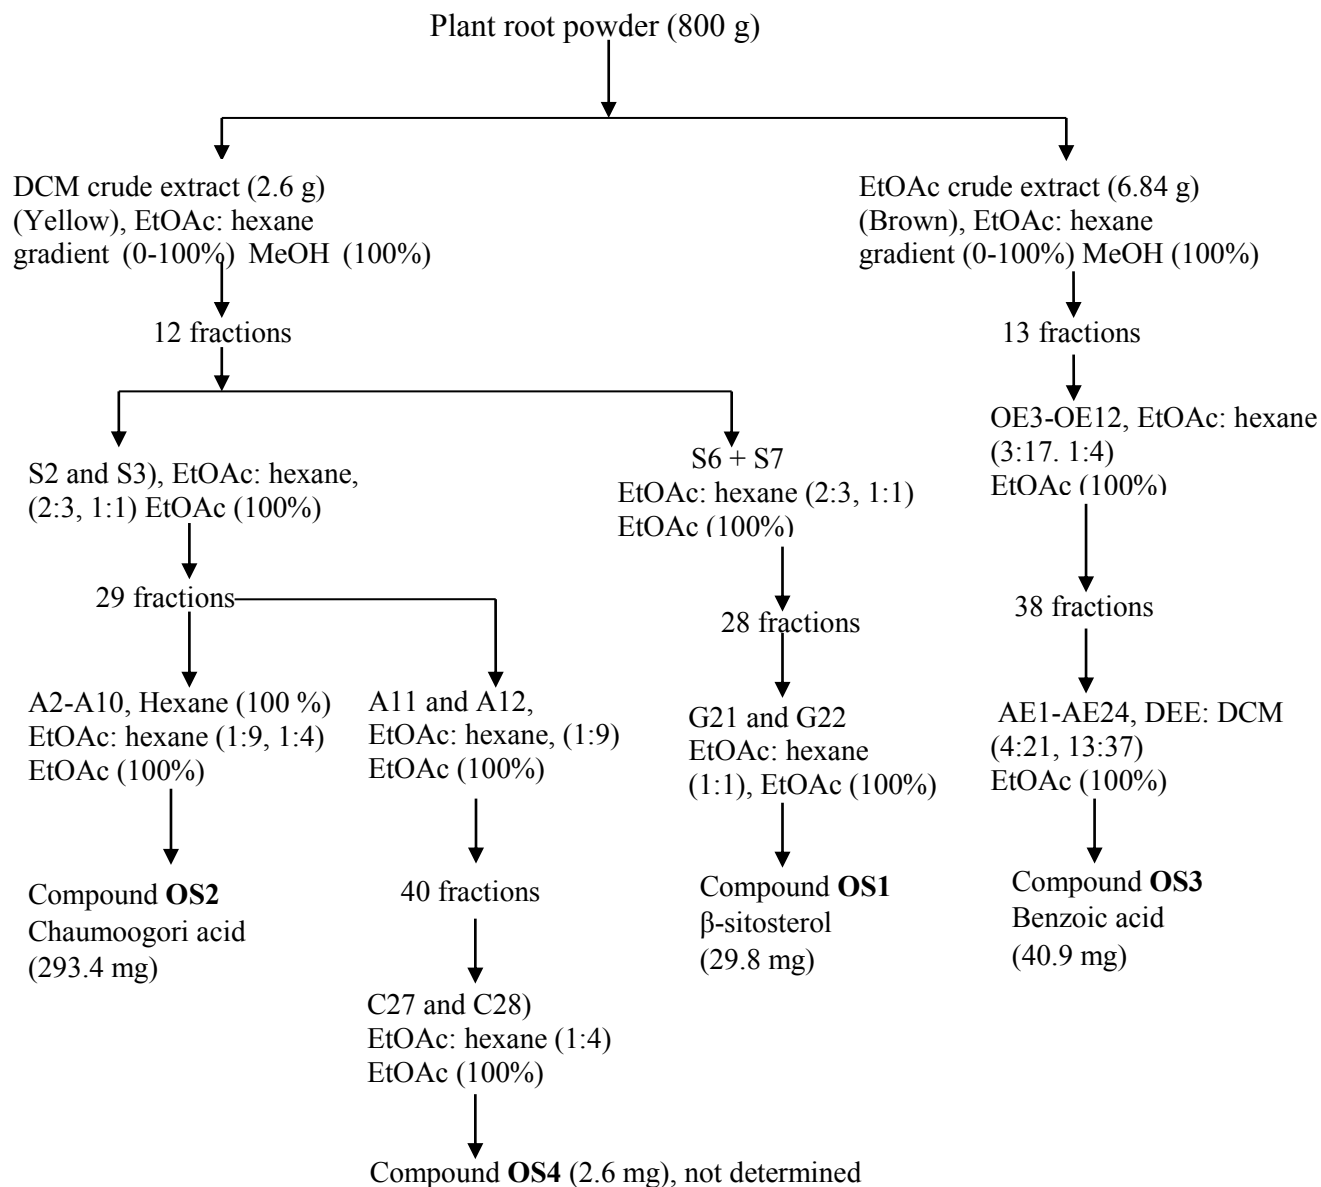 Plant root powder (800 g)
DCM crude extract (2.6 g)
(Yellow), EtOAc: hexane
gradient (0-100%) MeOH (100%)
EtOAc crude extract (6.84 g)
(Brown), EtOAc: hexane
gradient (0-100%) MeOH (100%)
12 fractions
13 fractions
S2 and S3), EtOAc: hexane,
(2:3, 1:1) EtOAc (100%)
S6 + S7
EtOAc: hexane (2:3, 1:1)
EtOAc (100%)
OE3-OE12, EtOAc: hexane
(3:17. 1:4)
EtOAc (100%)
29 fractions
28 fractions
38 fractions
A2-A10, Hexane (100 %)
EtOAc: hexane (1:9, 1:4)
EtOAc (100%)
A11 and A12,
EtOAc: hexane, (1:9)
EtOAc (100%)
G21 and G22
EtOAc: hexane
(1:1), EtOAc (100%)
AE1-AE24, DEE: DCM
(4:21, 13:37)
EtOAc (100%)
Compound OS2
Chaumoogori acid
(293.4 mg)
40 fractions
Compound OS1
β-sitosterol
(29.8 mg)
Compound OS3
Benzoic acid
(40.9 mg)
C27 and C28)
EtOAc: hexane (1:4)
EtOAc (100%)
Compound OS4 (2.6 mg), not determined